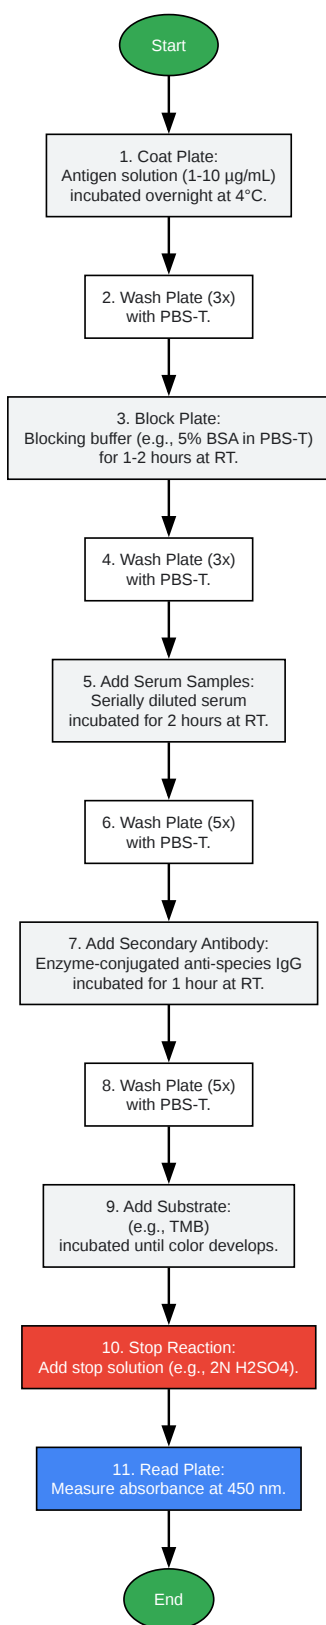 Start
1. Coat Plate:
Antigen solution (1-10 µg/mL)
incubated overnight at 4°C.
2. Wash Plate (3x)
with PBS-T.
3. Block Plate:
Blocking buffer (e.g., 5% BSA in PBS-T)
for 1-2 hours at RT.
4. Wash Plate (3x)
with PBS-T.
5. Add Serum Samples:
Serially diluted serum
incubated for 2 hours at RT.
6. Wash Plate (5x)
with PBS-T.
7. Add Secondary Antibody:
Enzyme-conjugated anti-species IgG
incubated for 1 hour at RT.
8. Wash Plate (5x)
with PBS-T.
9. Add Substrate:
(e.g., TMB)
incubated until color develops.
10. Stop Reaction:
Add stop solution (e.g., 2N H2SO4).
11. Read Plate:
Measure absorbance at 450 nm.
End